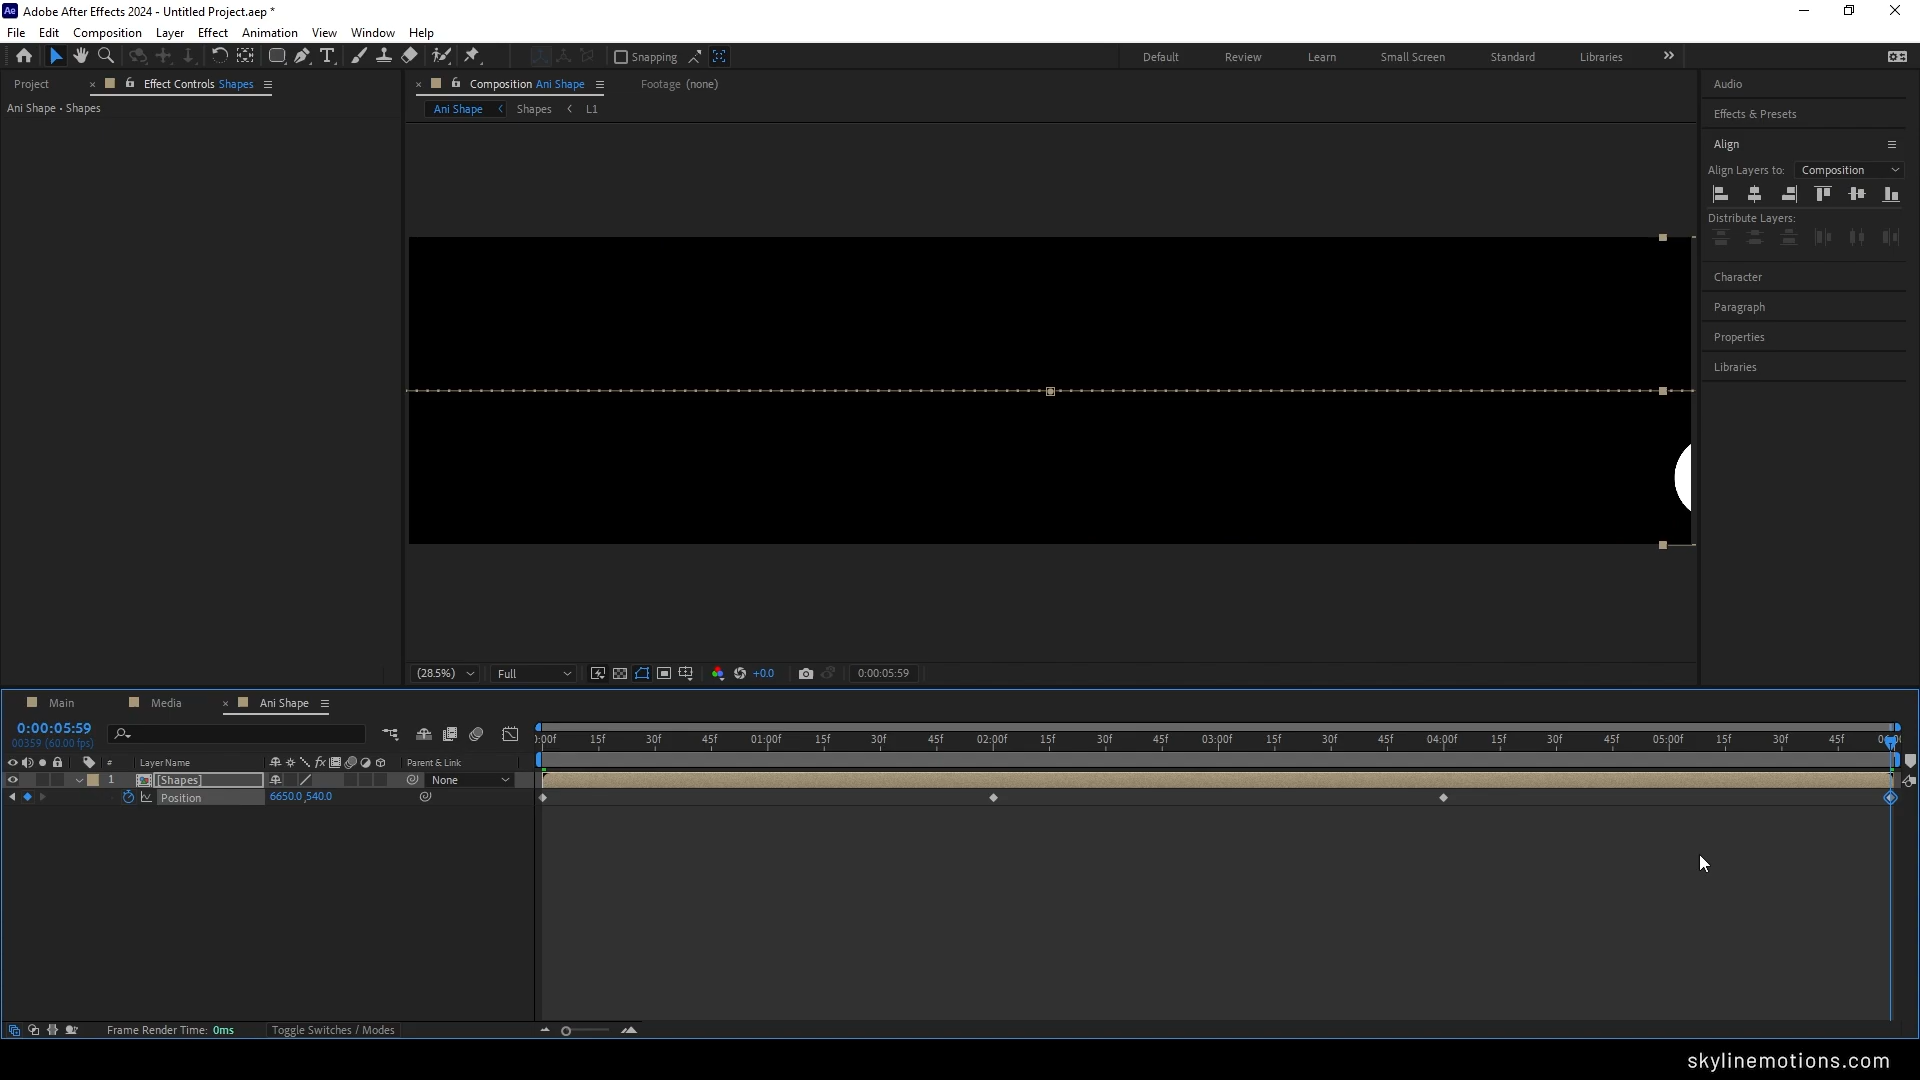 Adobe After Effects 2024 - Untitled Project.aep *
File Edit Composition Layer Effect Animation View Window Help
Snapping
Default Review Learn Small Screen Standard Libraries
Project Effect Controls Shapes
Ani Shape • Shapes
Composition Ani Shape Footage (none)
Ani Shape Shapes L1
Audio
Effects & Presets
Align
Align Layers to: Composition
Distribute Layers:
Character
Paragraph
Properties
Libraries
(28.5%) Full +0.0 0:00:05:59
Main Media Ani Shape
0:00:05:59
00359 (60.00 fps)
:00f 15f 30f 45f 01:00f 15f 30f 45f 02:00f 15f 30f 45f 03:00f 15f 30f 45f 04:00f 15f 30f 45f 05:00f 15f 30f 45f
# Layer Name Parent & Link
1 [Shapes] None
Position 6650.0,540.0
Frame Render Time: 0ms Toggle Switches / Modes
skylinemotions.com